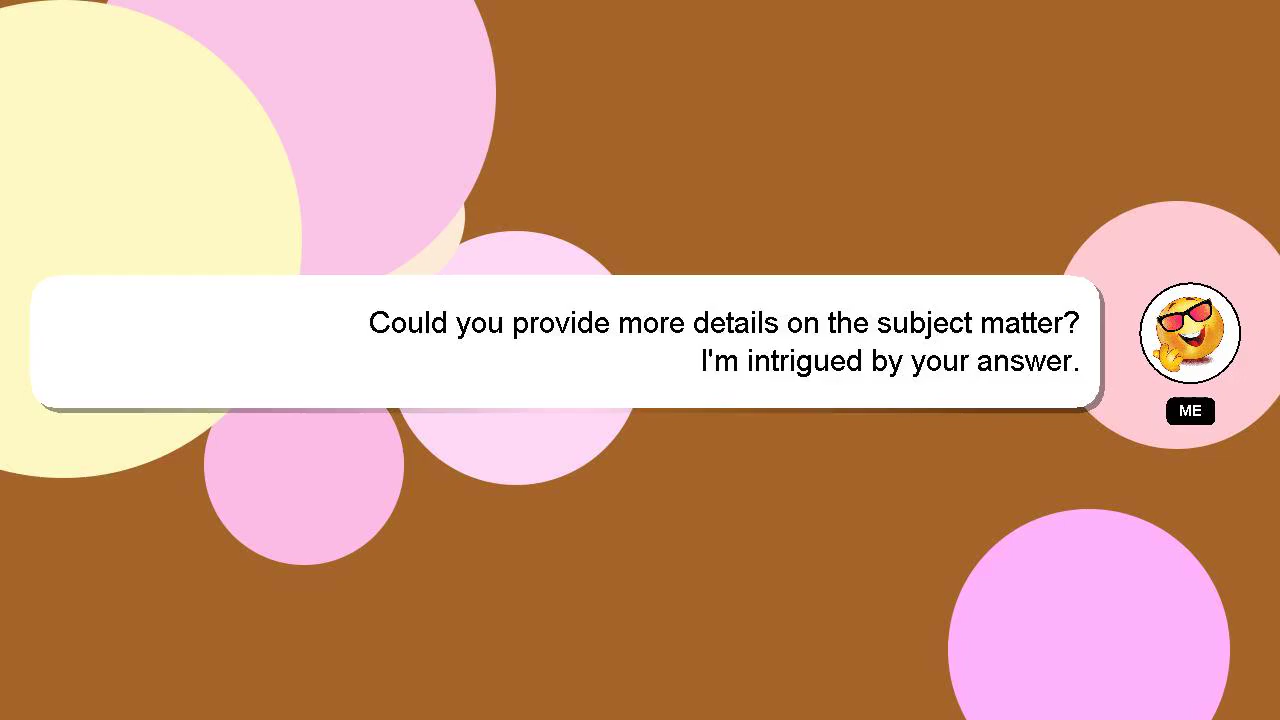 Could you provide more details on the subject matter?
I'm intrigued by your answer.
ME